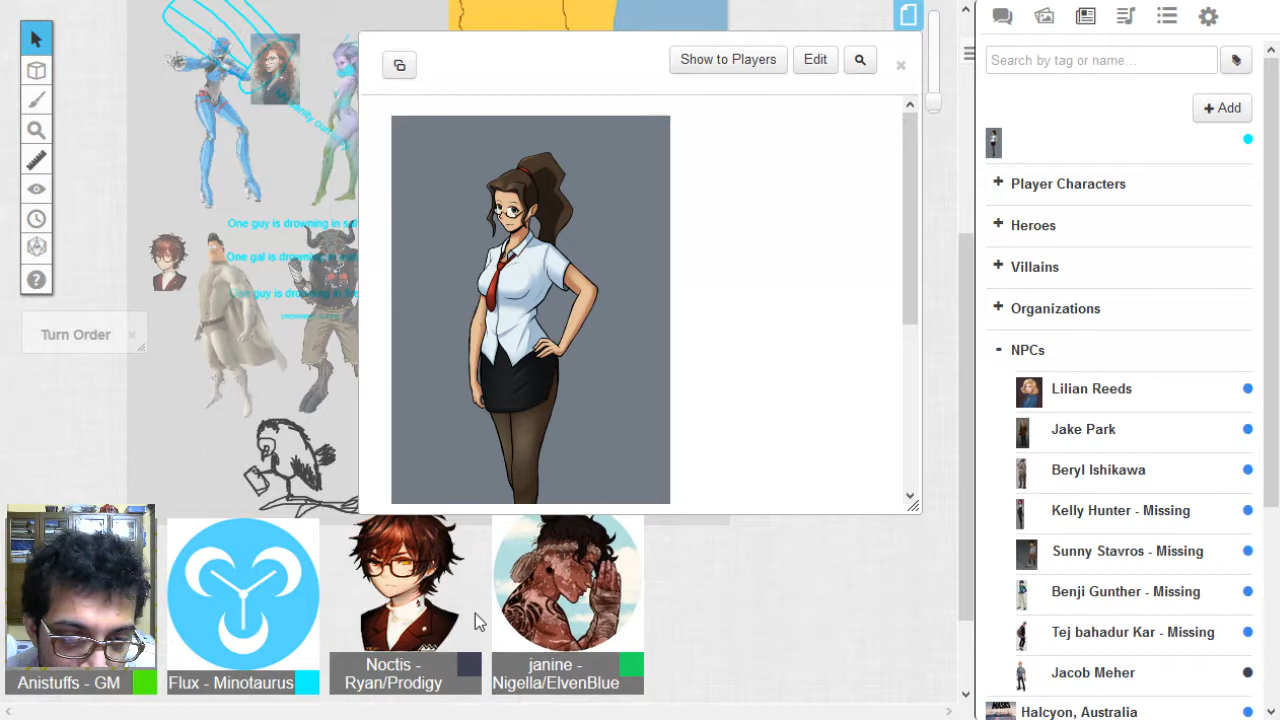 Show to Players
Edit
Search by tag or name…
Add
Player Characters
Heroes
Villains
Organizations
NPCs
Lilian Reeds
Jake Park
Beryl Ishikawa
Kelly Hunter - Missing
Sunny Stavros - Missing
Benji Gunther - Missing
Tej bahadur Kar - Missing
Jacob Meher
Halcyon, Australia
One guy is drowning in
One gal is drowning in
One guy is drowning in
Turn Order
Anistuffs - GM
Flux - Minotaurus
Noctis -
Ryan/Prodigy
janine -
Nigella/ElvenBlue